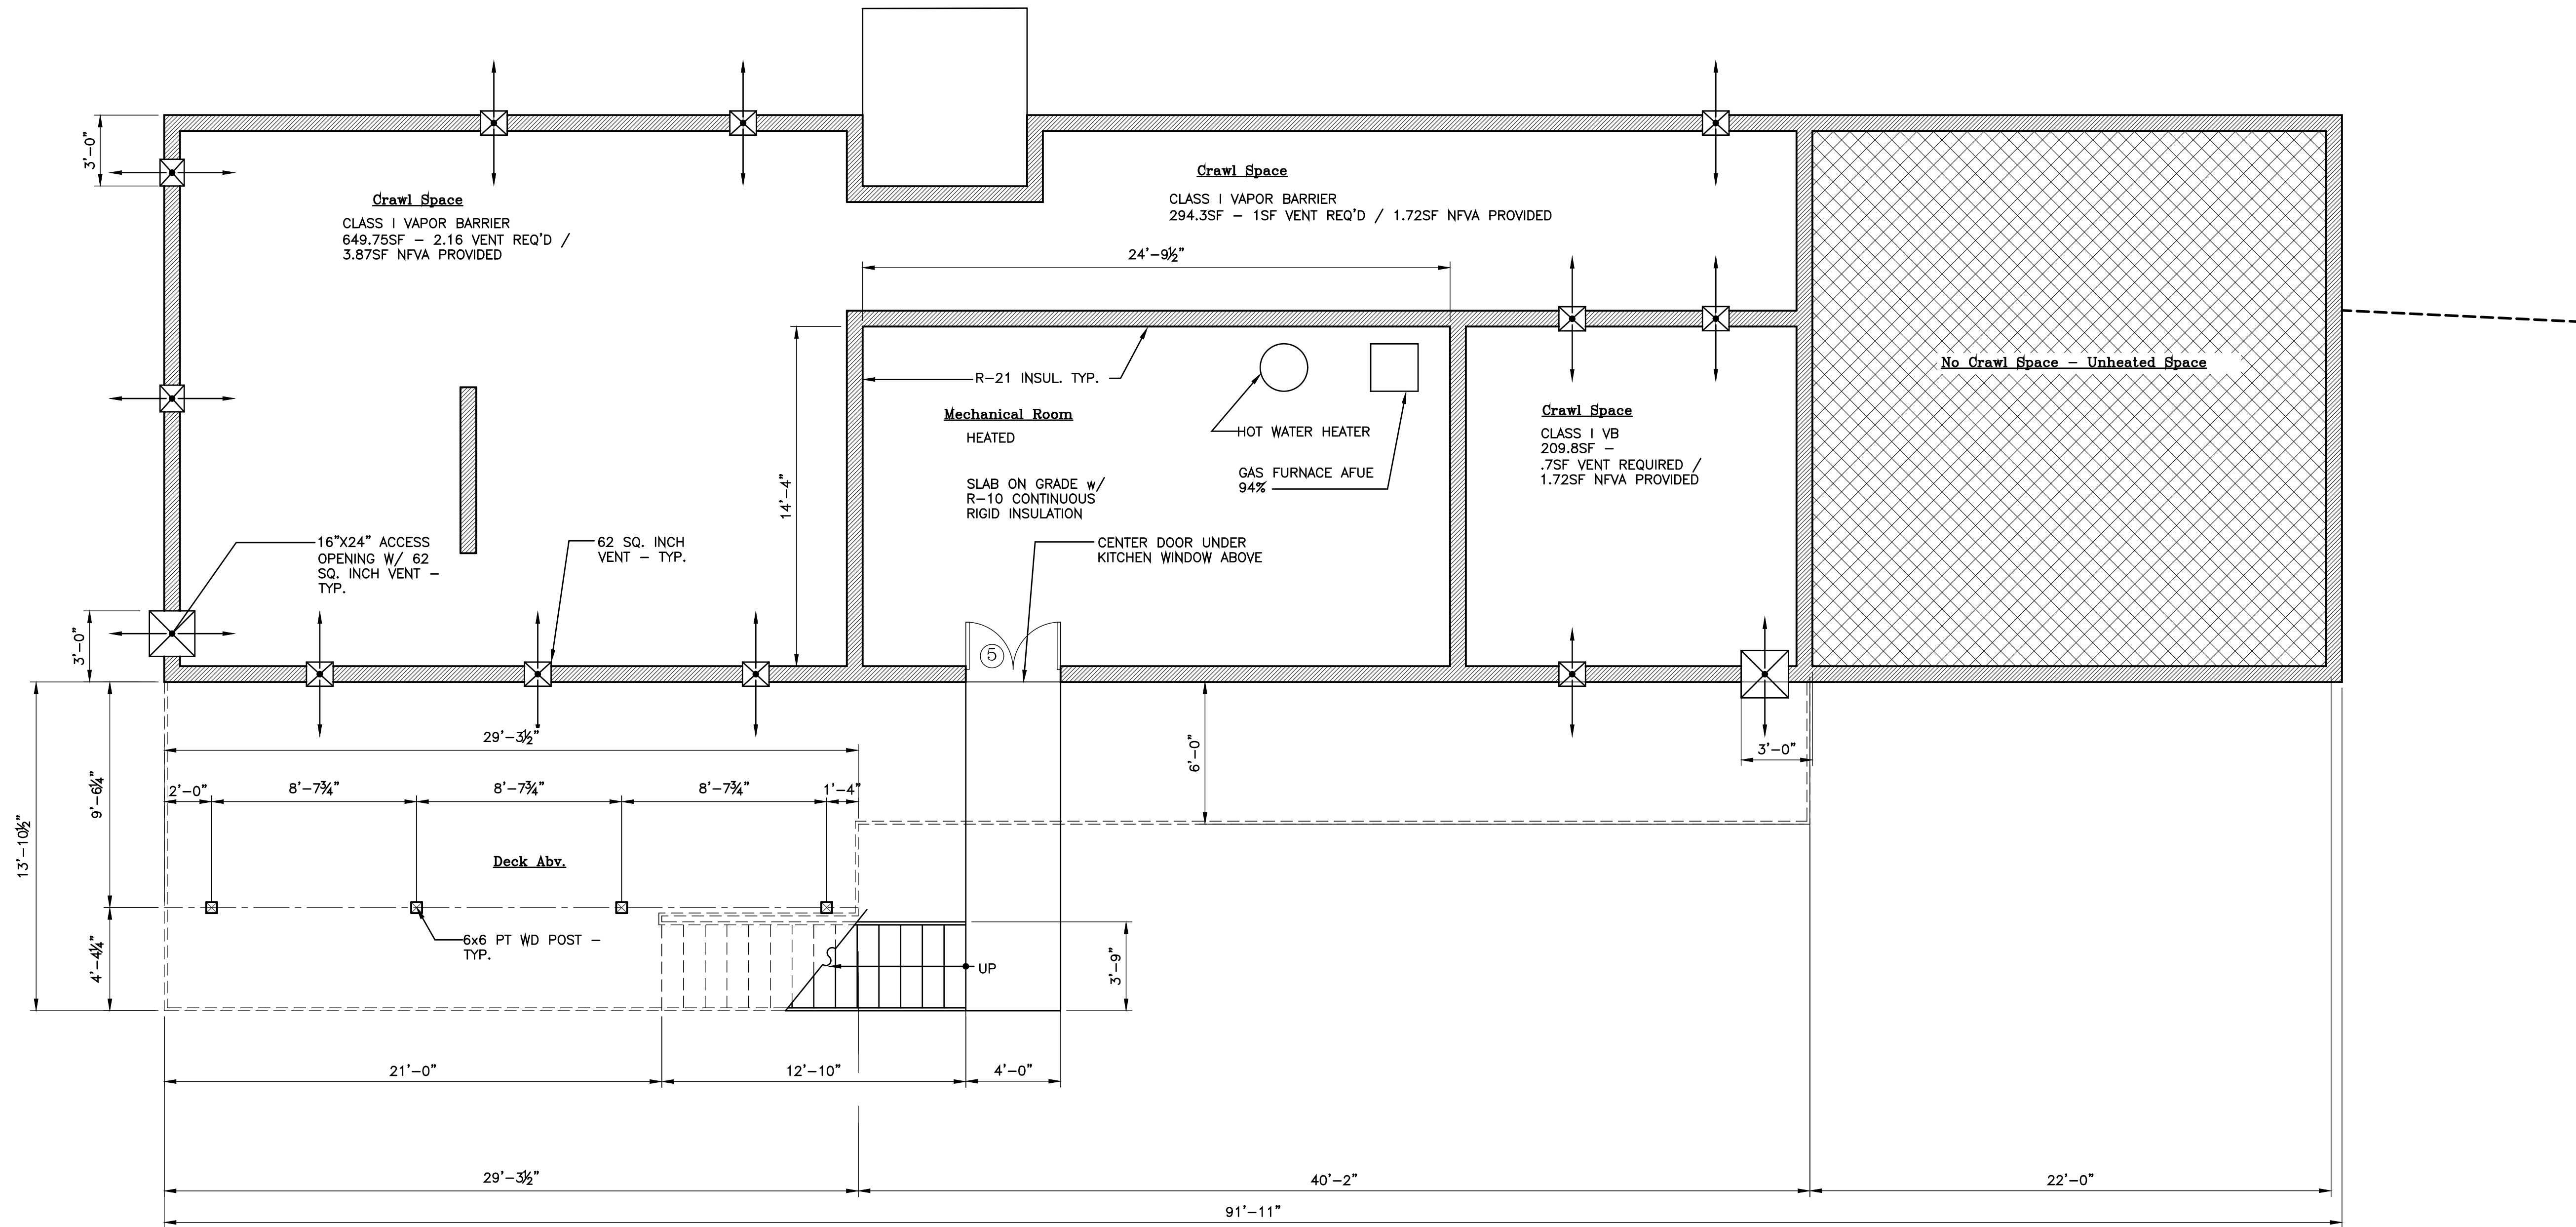 3'-0"
Crawl Space
CLASS I VAPOR BARRIER
649.75SF - 2.16 VENT REQ'D /
3.87SF NFVA PROVIDED
Crawl Space
CLASS I VAPOR BARRIER
294.3SF - 1SF VENT REQ'D / 1.72SF NFVA PROVIDED
24'-9½"
14'-4"
R-21 INSUL. TYP.
Mechanical Room
HEATED
SLAB ON GRADE w/
R-10 CONTINUOUS
RIGID INSULATION
HOT WATER HEATER
GAS FURNACE AFUE
94%
Crawl Space
CLASS I VB
209.8SF -
.7SF VENT REQUIRED /
1.72SF NFVA PROVIDED
No Crawl Space - Unheated Space
16"X24" ACCESS
OPENING W/ 62
SQ. INCH VENT -
TYP.
62 SQ. INCH
VENT - TYP.
CENTER DOOR UNDER
KITCHEN WINDOW ABOVE
3'-0"
5
29'-3½"
6'-0"
3'-0"
2'-0"
8'-7¾"
8'-7¾"
8'-7¾"
1'-4"
9'-6¼"
13'-10½"
Deck Abv.
4'-4¼"
6x6 PT WD POST -
TYP.
UP
3'-9"
21'-0"
12'-10"
4'-0"
29'-3½"
40'-2"
22'-0"
91'-11"